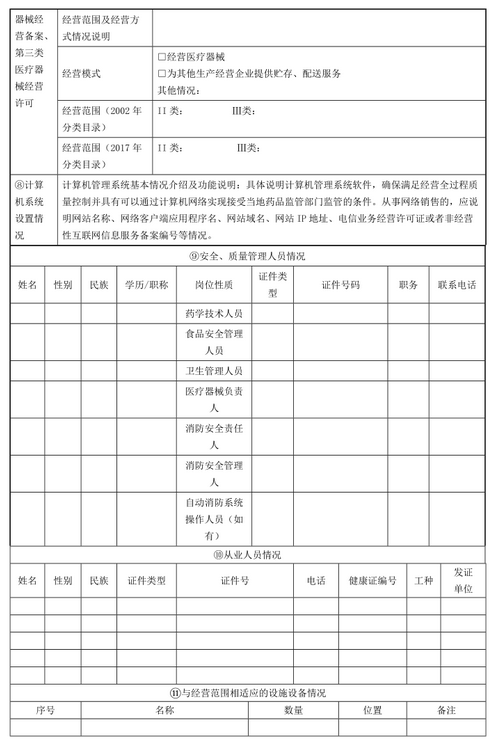 器械经
营备案、
第三类
医疗器
械经营
许可
经营范围及经营方
式情况说明
经营模式
□经营医疗器械
□为其他生产经营企业提供贮存、配送服务
其他情况：
经营范围（2002 年
分类目录）
II 类： III类：
经营范围（2017 年
分类目录）
II 类： III类：
⑧计算
机系统
设置情
况
计算机管理系统基本情况介绍及功能说明：具体说明计算机管理系统软件，确保满足经营全过程质
量控制并具有可以通过计算机网络实现接受当地药品监管部门监管的条件。从事网络销售的，应说
明网站名称、网络客户端应用程序名、网站域名、网站 IP 地址、电信业务经营许可证或者非经营
性互联网信息服务备案编号等情况。
⑨安全、质量管理人员情况
姓名 性别 民族 学历/职称 岗位性质 证件类型 证件号码 职务 联系电话
药学技术人员
食品安全管理
人员
卫生管理人员
医疗器械负责
人
消防安全责任
人
消防安全管理
人
自动消防系统
操作人员（如
有）
⑩从业人员情况
姓名 性别 民族 证件类型 证件号 电话 健康证编号 工种 发证单位
⑪与经营范围相适应的设施设备情况
序号 名称 数量 位置 备注